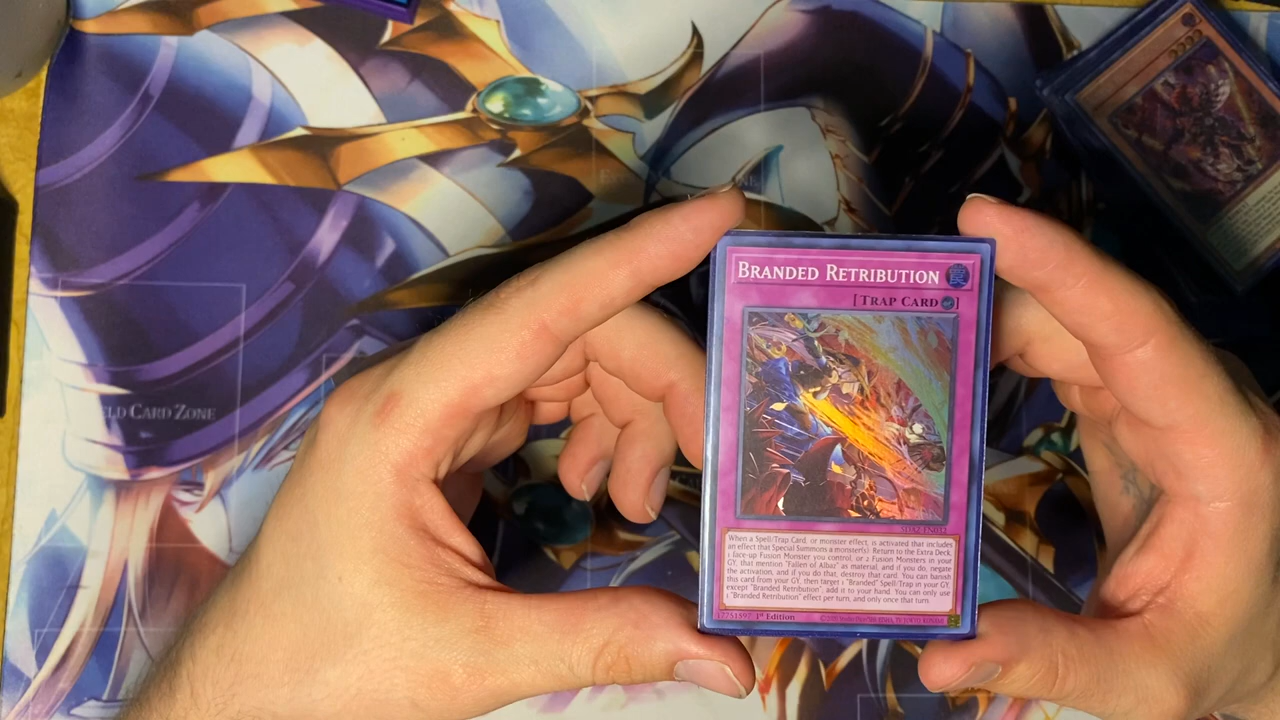 BRANDED RETRIBUTION
[TRAP CARD]
ELD CARD ZONE
When a Spell/Trap Card, or monster effect, is activated that includes
an effect that Special Summons a monster(s): Return to the Extra Deck,
1 face-up Fusion Monster you control, or 2 Fusion Monsters in your
GY, that mention "Fallen of Albaz" as material, and if you do, negate
the activation, and if you do that, destroy that card. You can banish
this card from your GY, then target 1 "Branded" Spell/Trap in your GY,
except "Branded Retribution"; add it to your hand. You can only use
1 "Branded Retribution" effect per turn, and only once that turn.
17751597 1st Edition